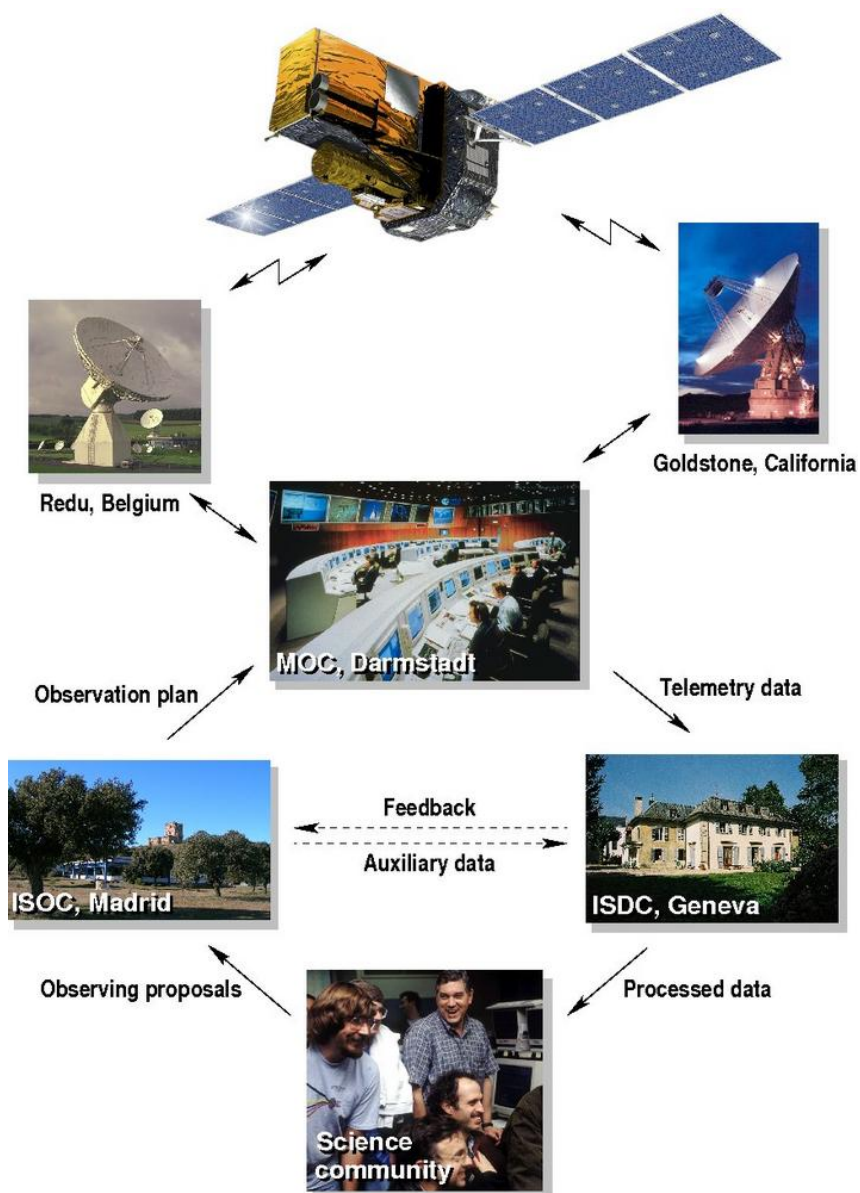 Goldstone, California
Redu, Belgium
MOC, Darmstadt
Observation plan
Telemetry data
Feedback
Auxiliary data
ISOC, Madrid
ISDC, Geneva
Observing proposals
Processed data
Science
community